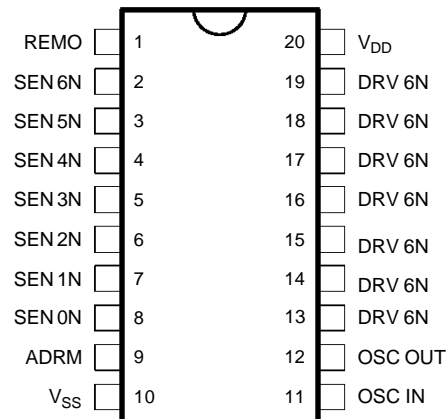 REMO 1 20 VDD
SEN 6N 2 19 DRV 6N
SEN 5N 3 18 DRV 6N
SEN 4N 4 17 DRV 6N
SEN 3N 5 16 DRV 6N
SEN 2N 6 15 DRV 6N
SEN 1N 7 14 DRV 6N
SEN 0N 8 13 DRV 6N
ADRM 9 12 OSC OUT
VSS 10 11 OSC IN